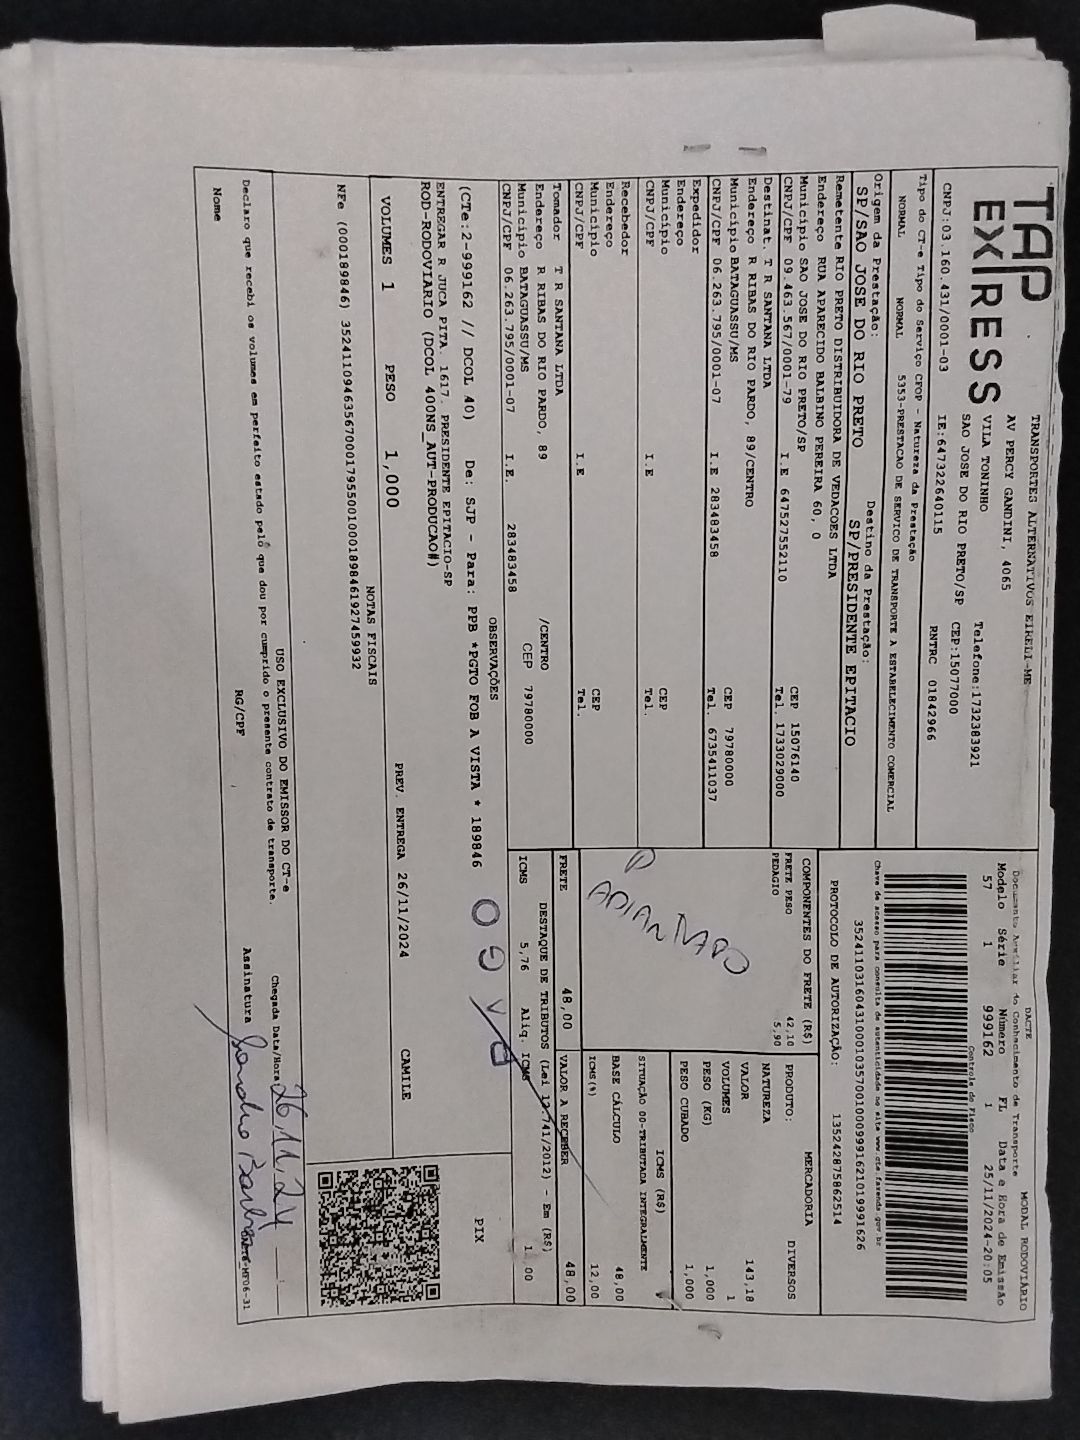 TAP
EXPRESS
TRANSPORTES ALTERNATIVOS EIRELI-ME
AV PERCY GANDINI, 4065
VILA TONINHO Telefone:1732383921
SAO JOSE DO RIO PRETO/SP CEP:15077000
CNPJ:03.160.431/0001-03 IE:647322640115 RNTRC 01842966
DACTE MODAL RODOVIÁRIO
Documento Auxiliar do Conhecimento de Transporte
Modelo Série Número FL Data e Hora de Emissão
57 1 999162 1 25/11/2024-20:05
Controle do Fisco
Chave de acesso para consulta de autenticidade no site www.cte.fazenda.gov.br
35241103160431000103570010009991621019991626
PROTOCOLO DE AUTORIZAÇÃO: 135242875862514
Tipo do CT-e Tipo do Serviço CFOP - Natureza da Prestação
NORMAL NORMAL 5353-PRESTACAO DE SERVICO DE TRANSPORTE A ESTABELECIMENTO COMERCIAL
Origem da Prestação: Destino da Prestação:
SP/SAO JOSE DO RIO PRETO SP/PRESIDENTE EPITACIO
Remetente RIO PRETO DISTRIBUIDORA DE VEDACOES LTDA
Endereço RUA APARECIDO BALBINO PEREIRA 60, 0
Município SAO JOSE DO RIO PRETO/SP CEP 15076140
CNPJ/CPF 09.463.567/0001-79 I.E 647527552110 Tel. 1733029000
Destinat. T R SANTANA LTDA
Endereço R RIBAS DO RIO PARDO, 89/CENTRO
Município BATAGUASSU/MS CEP 79780000
CNPJ/CPF 06.263.795/0001-07 I.E 283483458 Tel. 6735411037
Expedidor
Endereço
Município CEP
CNPJ/CPF I.E Tel.
Recebedor
Endereço
Município CEP
CNPJ/CPF I.E Tel.
Tomador T R SANTANA LTDA
Endereço R RIBAS DO RIO PARDO, 89 /CENTRO
Município BATAGUASSU/MS CEP 79780000
CNPJ/CPF 06.263.795/0001-07 I.E. 283483458
COMPONENTES DO FRETE (R$)
FRETE PESO 42,10
PEDAGIO 5,90
ADIANTADO
FRETE 48,00
MERCADORIA
PRODUTO: DIVERSOS
NATUREZA
VALOR 143,18
VOLUMES 1
PESO (KG) 1,000
PESO CUBADO 1,000
ICMS (R$)
SITUAÇÃO 00-TRIBUTADA INTEGRALMENTE
BASE CÁLCULO 48,00
ICMS(%) 12,00
VALOR A RECEBER 48,00
DESTAQUE DE TRIBUTOS (Lei 12.741/2012) - Em (R$)
ICMS 5,76 Aliq. ICMS
OBSERVAÇÕES
(CTe:2-999162 // DCOL 40) De: SJP - Para: PPB *PGTO FOB A VISTA * 189846
ENTREGAR R JUCA PITA. 1617. PRESIDENTE EPITACIO-SP
ROD-RODOVIARIO (DCOL 400NS_AUT-PRODUCAO#)
PIX
VOLUMES 1 PESO 1,000 PREV. ENTREGA 26/11/2024 CAMILE
NOTAS FISCAIS
NFe (000189846) 35241109463567000179550010001898461927459932
USO EXCLUSIVO DO EMISSOR DO CT-e
Declaro que recebi os volumes em perfeito estado pelo que dou por cumprido o presente contrato de transporte.
Chegada Data/Hora 26.11.24
Nome RG/CPF Assinatura